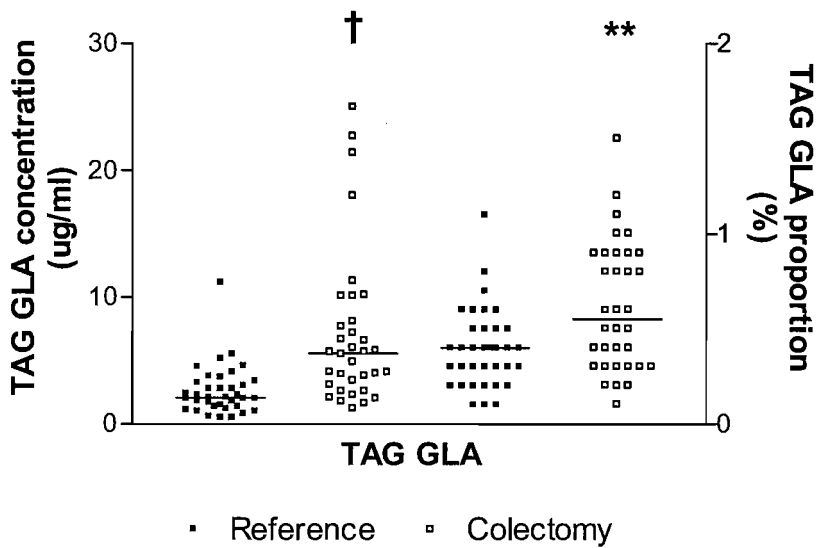 TAG GLA concentration
(ug/ml)
30
20
10
0
†
**
2
1
0
TAG GLA proportion
(%)
TAG GLA
▪ Reference ▫ Colectomy